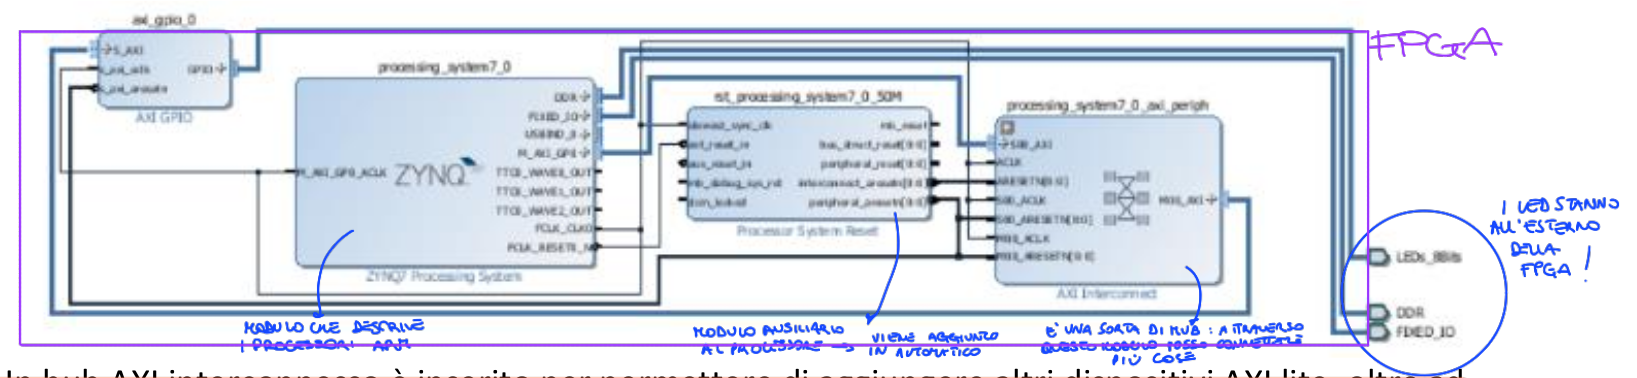 axi_gpio_0
S_AXI
s_axi_aclk
s_axi_aresetn
GPIO
AXI GPIO
FPGA
processing_system7_0
DDR
FIXED_IO
USBIND_0
M_AXI_GP0
M_AXI_GP0_ACLK
ZYNQ
TTC0_WAVE0_OUT
TTC0_WAVE1_OUT
TTC0_WAVE2_OUT
FCLK_CLK0
FCLK_RESET0_N
ZYNQ7 Processing System
rst_processing_system7_0_50M
slowest_sync_clk
ext_reset_in
aux_reset_in
mb_debug_sys_rst
dcm_locked
mb_reset
bus_struct_reset[0:0]
peripheral_reset[0:0]
interconnect_aresetn[0:0]
peripheral_aresetn[0:0]
Processor System Reset
processing_system7_0_axi_periph
S00_AXI
ACLK
ARESETN[0:0]
S00_ACLK
S00_ARESETN[0:0]
M00_ACLK
M00_ARESETN[0:0]
M00_AXI
AXI Interconnect
LEDs_8Bits
DDR
FIXED_IO
I LED STANNO
ALL'ESTERNO
DELLA
FPGA !
MODULO CHE DESCRIVE
I PROCESSORI ARM
MODULO AUSILIARIO
AL PROCESSORE → VIENE AGGIUNTO
IN AUTOMATICO
E' UNA SORTA DI HUB: ATTRAVERSO
QUESTO MODULO POSSO CONNETTERE
PIÙ COSE
Un hub AXI interconnesso è inserito per permettere di aggiungere altri dispositivi AXI lite, oltre ad